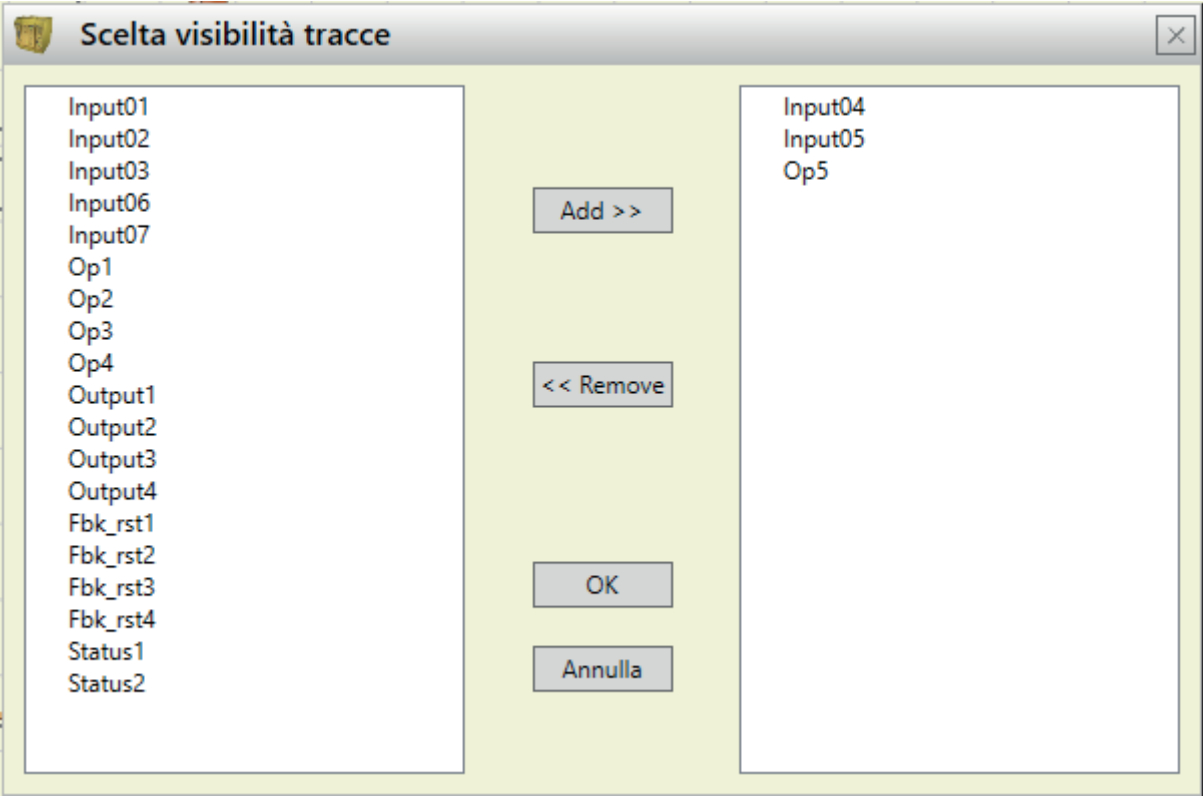 Scelta visibilità tracce
Input01
Input02
Input03
Input06
Input07
Op1
Op2
Op3
Op4
Output1
Output2
Output3
Output4
Fbk_rst1
Fbk_rst2
Fbk_rst3
Fbk_rst4
Status1
Status2
Add >>
<< Remove
OK
Annulla
Input04
Input05
Op5